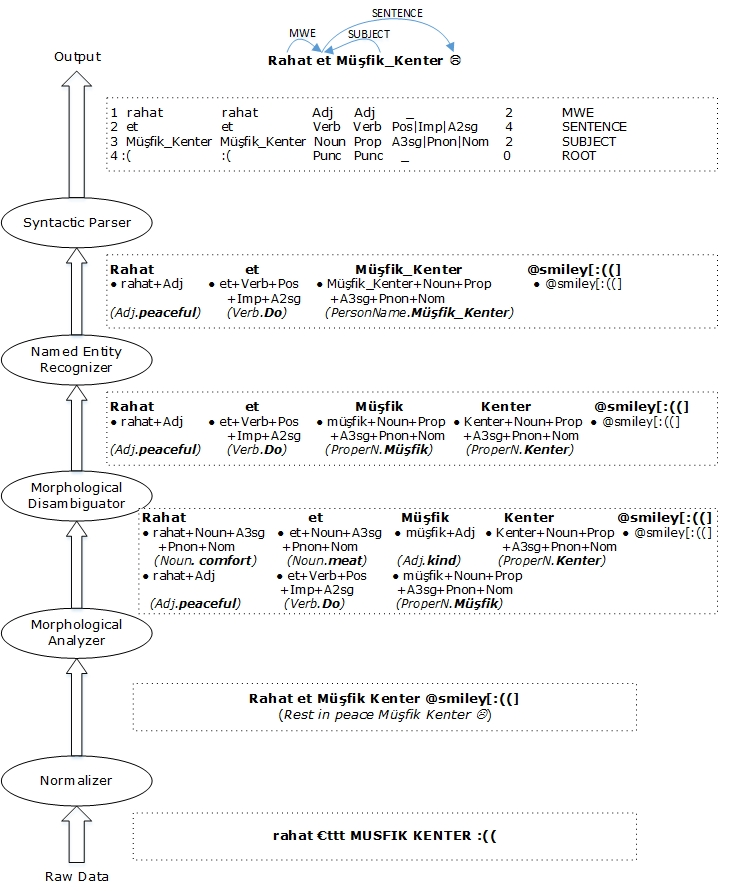 SENTENCE
MWE SUBJECT
Output
Rahat et Müşfik_Kenter ☹
1 rahat rahat Adj Adj _ 2 MWE
2 et et Verb Verb Pos|Imp|A2sg 4 SENTENCE
3 Müşfik_Kenter Müşfik_Kenter Noun Prop A3sg|Pnon|Nom 2 SUBJECT
4 :( :( Punc Punc _ 0 ROOT
Syntactic Parser
Rahat et Müşfik_Kenter @smiley[:((]
• rahat+Adj • et+Verb+Pos • Müşfik_Kenter+Noun+Prop • @smiley[:((]
+Imp+A2sg +A3sg+Pnon+Nom
(Adj.peaceful) (Verb.Do) (PersonName.Müşfik_Kenter)
Named Entity
Recognizer
Rahat et Müşfik Kenter @smiley[:((]
• rahat+Adj • et+Verb+Pos • müşfik+Noun+Prop • Kenter+Noun+Prop • @smiley[:((]
+Imp+A2sg +A3sg+Pnon+Nom +A3sg+Pnon+Nom
(Adj.peaceful) (Verb.Do) (ProperN.Müşfik) (ProperN.Kenter)
Morphological
Disambiguator
Rahat et Müşfik Kenter @smiley[:((]
• rahat+Noun+A3sg • et+Noun+A3sg • müşfik+Adj • Kenter+Noun+Prop • @smiley[:((]
+Pnon+Nom +Pnon+Nom +A3sg+Pnon+Nom
(Noun. comfort) (Noun.meat) (Adj.kind) (ProperN.Kenter)
• rahat+Adj • et+Verb+Pos • müşfik+Noun+Prop
+Imp+A2sg +A3sg+Pnon+Nom
(Adj.peaceful) (Verb.Do) (ProperN.Müşfik)
Morphological
Analyzer
Rahat et Müşfik Kenter @smiley[:((]
(Rest in peace Müşfik Kenter ☹)
Normalizer
rahat €ttt MUSFIK KENTER :((
Raw Data